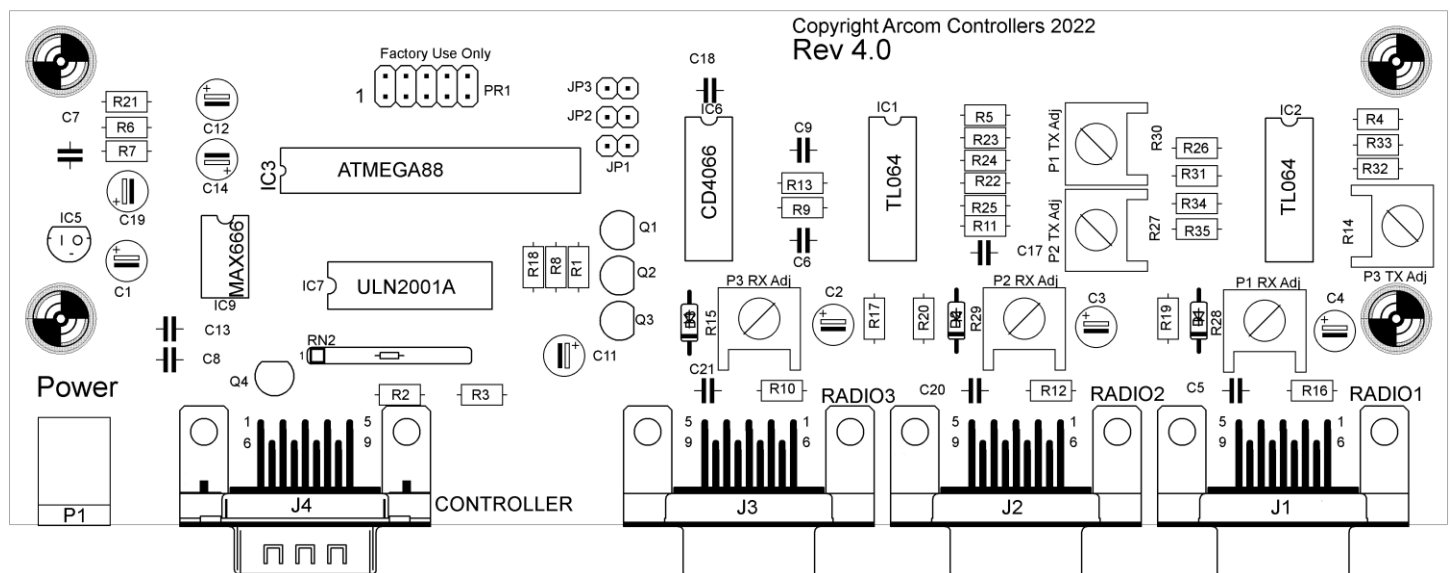 Copyright Arcom Controllers 2022
Rev 4.0
Factory Use Only
1
PR1
C18
JP3
JP2
JP1
IC6
CD4066
IC1
TL064
IC2
TL064
C7
R21
R6
R7
C12
C14
C19
IC3
ATMEGA88
C9
R13
R9
C6
R5
R23
R24
R22
R25
R11
C17
P1 TX Adj
R30
P2 TX Adj
R27
R26
R31
R34
R35
R4
R33
R32
R14
P3 TX Adj
IC5
C1
MAX666
IC9
IC7
ULN2001A
R18
R8
R1
Q1
Q2
Q3
C13
C8
RN2
1
Q4
C11
R2
R3
P3 RX Adj
R15
C2
R17
R20
P2 RX Adj
R29
C3
R19
P1 RX Adj
R28
C4
C21
R10
RADIO3
C20
R12
RADIO2
C5
R16
RADIO1
Power
P1
1
6
5
9
J4
CONTROLLER
5
9
1
6
J3
5
9
1
6
J2
5
9
1
6
J1